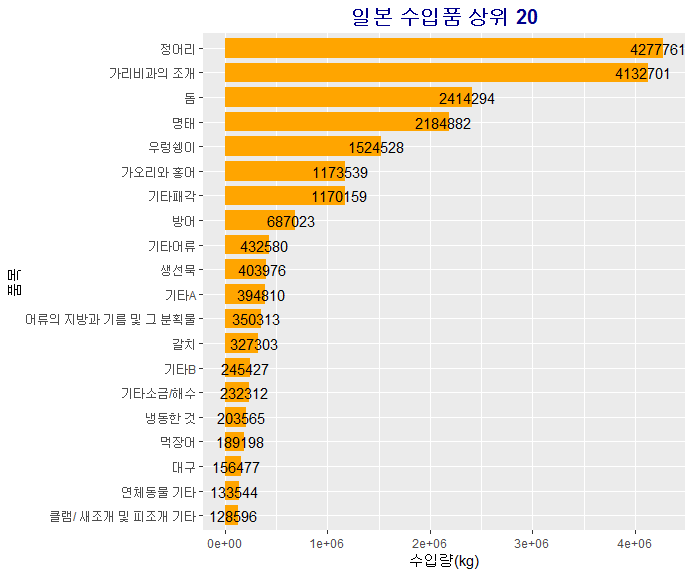 일본 수입품 상위 20
정어리 4277761
가리비과의 조개 4132701
돔 2414294
명태 2184882
우렁쉥이 1524528
가오리와 홍어 1173539
기타패각 1170159
방어 687023
기타어류 432580
생선묵 403976
기타A 394810
어류의 지방과 기름 및 그 분획물 350313
갈치 327303
기타B 245427
기타소금/해수 232312
냉동한 것 203565
먹장어 189198
대구 156477
연체동물 기타 133544
클램/ 새조개 및 피조개 기타 128596
품목
0e+00 1e+06 2e+06 3e+06 4e+06
수입량(kg)